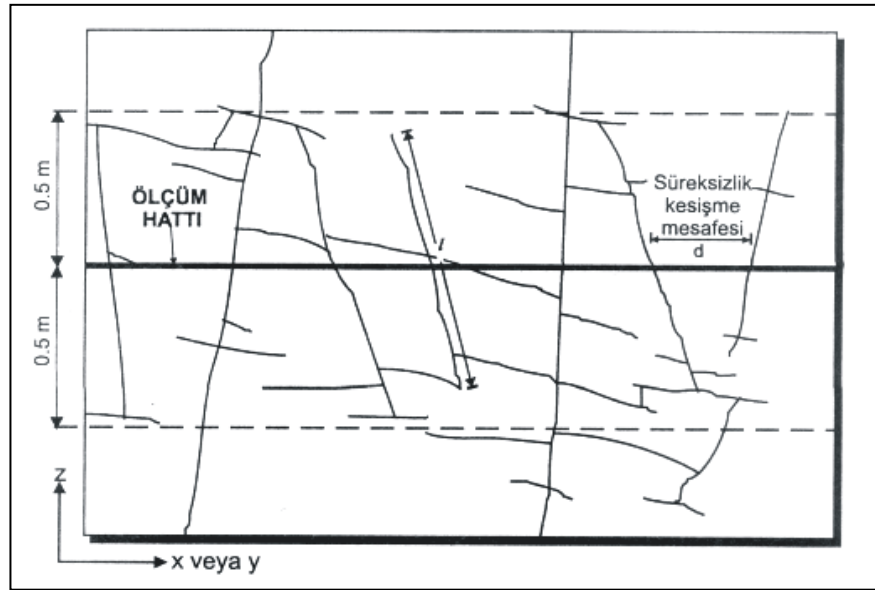 0.5 m
ÖLÇÜM
HATTI
l
Süreksizlik
kesişme
mesafesi
d
0.5 m
Z
x veya y